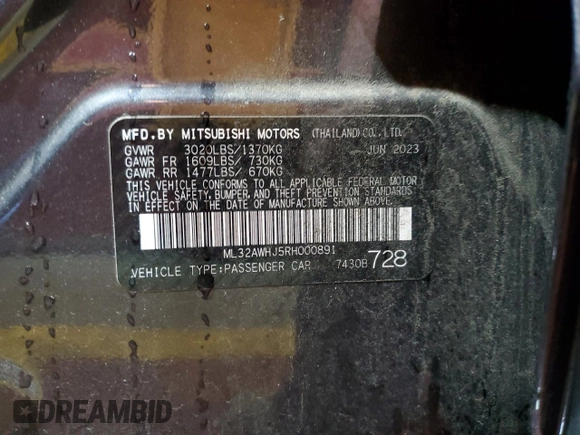 MFD.BY MITSUBISHI MOTORS (THAILAND)CO.,LTD.
GVWR 3020LBS/1370KG JUN 2023
GAWR FR 1609LBS/ 730KG
GAWR RR 1477LBS/ 670KG
THIS VEHICLE CONFORMS TO ALL APPLICABLE FEDERAL MOTOR
VEHICLE SAFETY, BUMPER, AND THEFT PREVENTION STANDARDS
IN EFFECT ON THE DATE OF MANUFACTURE SHOWN ABOVE.
ML32AWHJ5RH000891
VEHICLE TYPE:PASSENGER CAR 7430B 728
DREAMBID